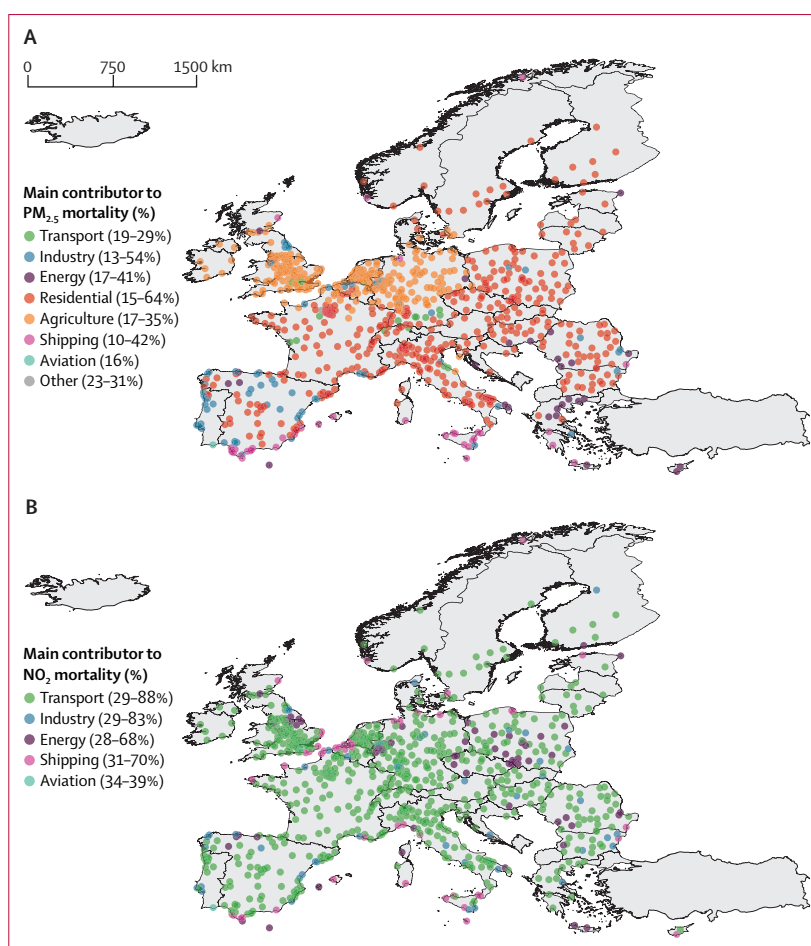 A
0 750 1500 km
Main contributor to
PM2.5 mortality (%)
Transport (19–29%)
Industry (13–54%)
Energy (17–41%)
Residential (15–64%)
Agriculture (17–35%)
Shipping (10–42%)
Aviation (16%)
Other (23–31%)
B
Main contributor to
NO2 mortality (%)
Transport (29–88%)
Industry (29–83%)
Energy (28–68%)
Shipping (31–70%)
Aviation (34–39%)